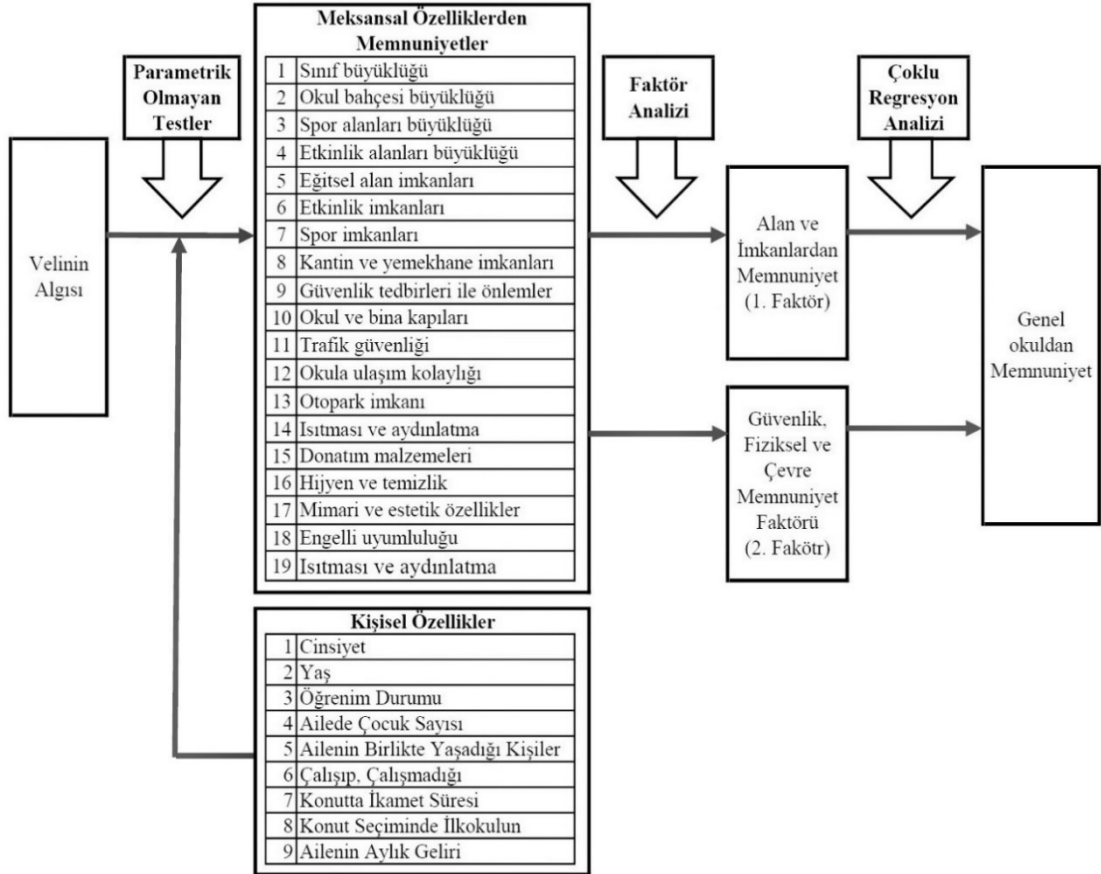 Parametrik
Olmayan
Testler
Velinin
Algısı
Meksansal Özelliklerden
Memnuniyetler
1 Sınıf büyüklüğü
2 Okul bahçesi büyüklüğü
3 Spor alanları büyüklüğü
4 Etkinlik alanları büyüklüğü
5 Eğitsel alan imkanları
6 Etkinlik imkanları
7 Spor imkanları
8 Kantin ve yemekhane imkanları
9 Güvenlik tedbirleri ile önlemler
10 Okul ve bina kapıları
11 Trafik güvenliği
12 Okula ulaşım kolaylığı
13 Otopark imkanı
14 Isıtması ve aydınlatma
15 Donatım malzemeleri
16 Hijyen ve temizlik
17 Mimari ve estetik özellikler
18 Engelli uyumluluğu
19 Isıtması ve aydınlatma
Kişisel Özellikler
1 Cinsiyet
2 Yaş
3 Öğrenim Durumu
4 Ailede Çocuk Sayısı
5 Ailenin Birlikte Yaşadığı Kişiler
6 Çalışıp, Çalışmadığı
7 Konutta İkamet Süresi
8 Konut Seçiminde İlkokulun
9 Ailenin Aylık Geliri
Faktör
Analizi
Alan ve
İmkanlardan
Memnuniyet
(1. Faktör)
Güvenlik,
Fiziksel ve
Çevre
Memnuniyet
Faktörü
(2. Fakötr)
Çoklu
Regresyon
Analizi
Genel
okuldan
Memnuniyet